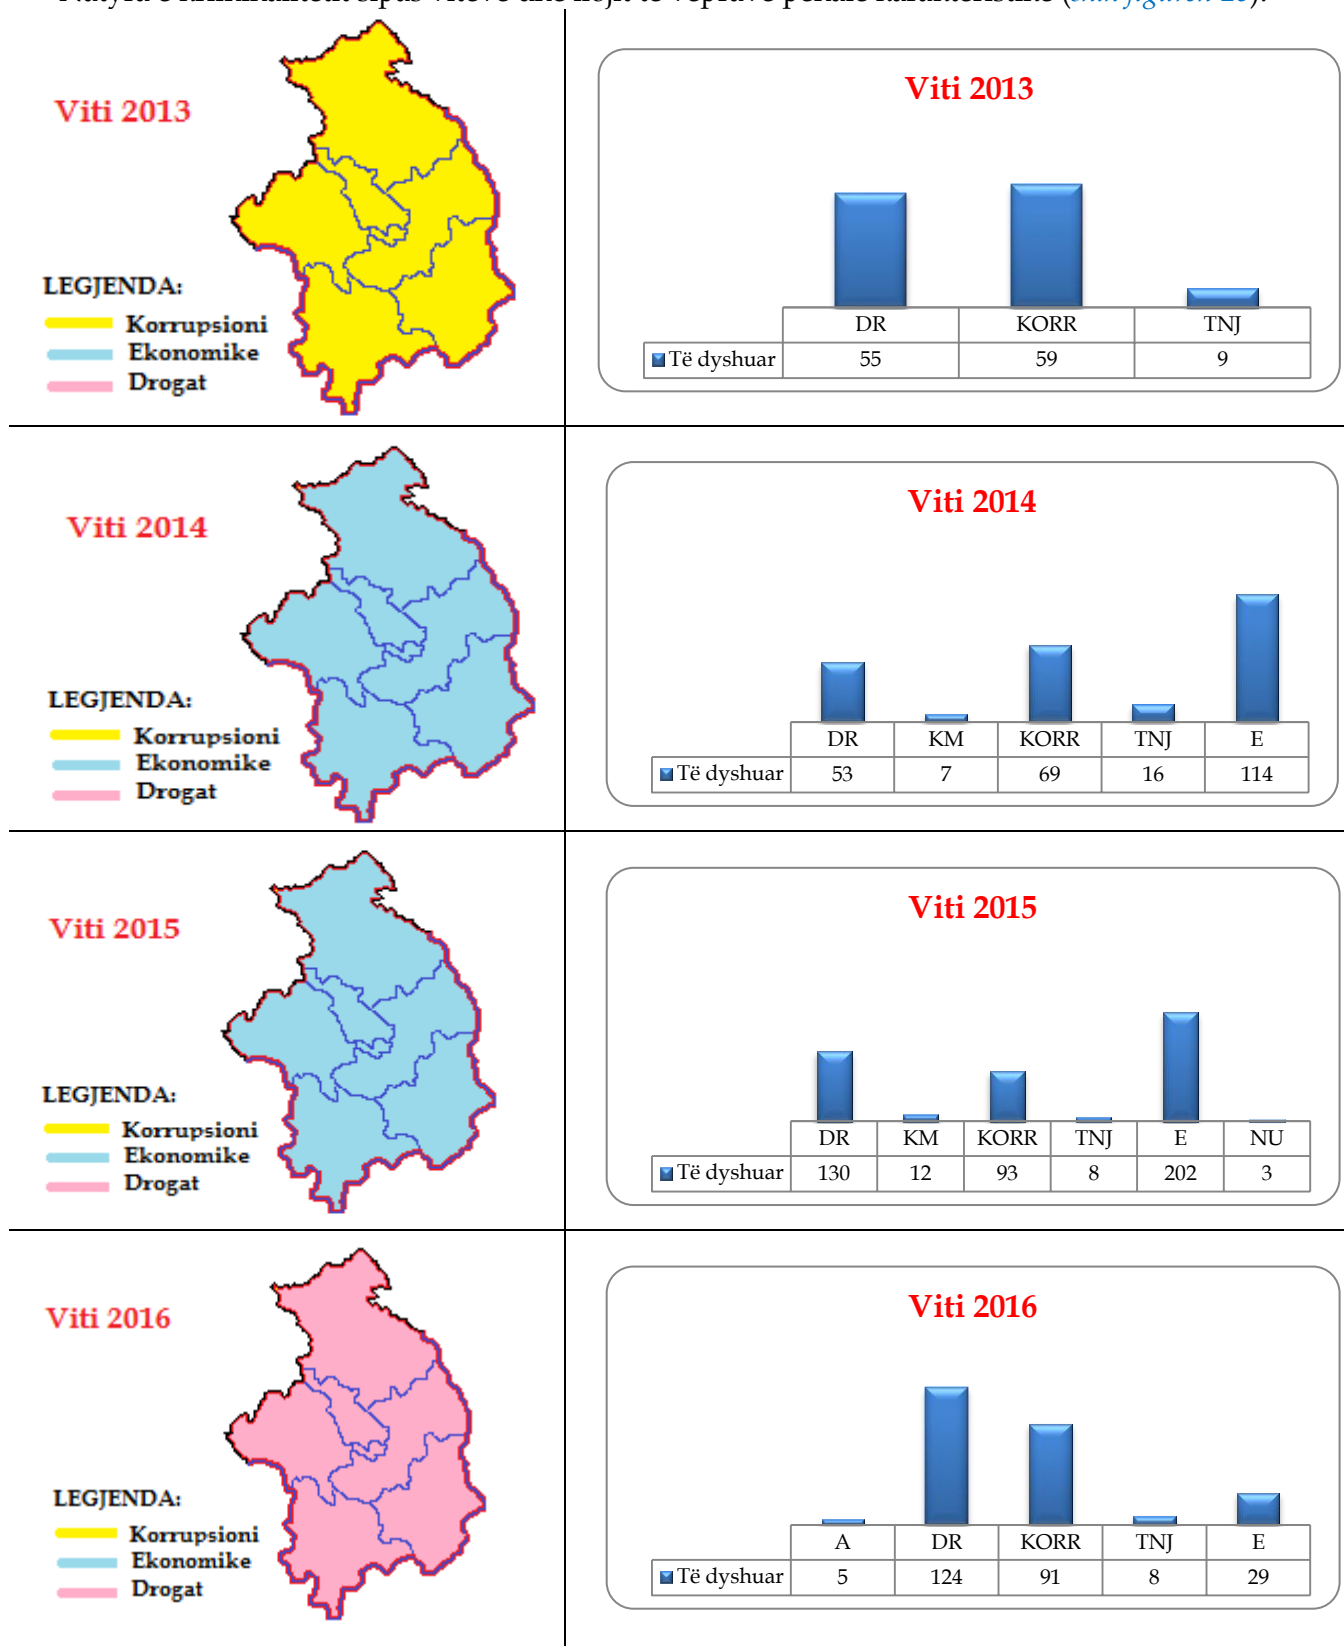 Viti 2013
LEGJENDA:
Korrupsioni
Ekonomike
Drogat
Viti 2013
DR KORR TNJ
Të dyshuar 55 59 9
Viti 2014
LEGJENDA:
Korrupsioni
Ekonomike
Drogat
Viti 2014
DR KM KORR TNJ E
Të dyshuar 53 7 69 16 114
Viti 2015
LEGJENDA:
Korrupsioni
Ekonomike
Drogat
Viti 2015
DR KM KORR TNJ E NU
Të dyshuar 130 12 93 8 202 3
Viti 2016
LEGJENDA:
Korrupsioni
Ekonomike
Drogat
Viti 2016
A DR KORR TNJ E
Të dyshuar 5 124 91 8 29